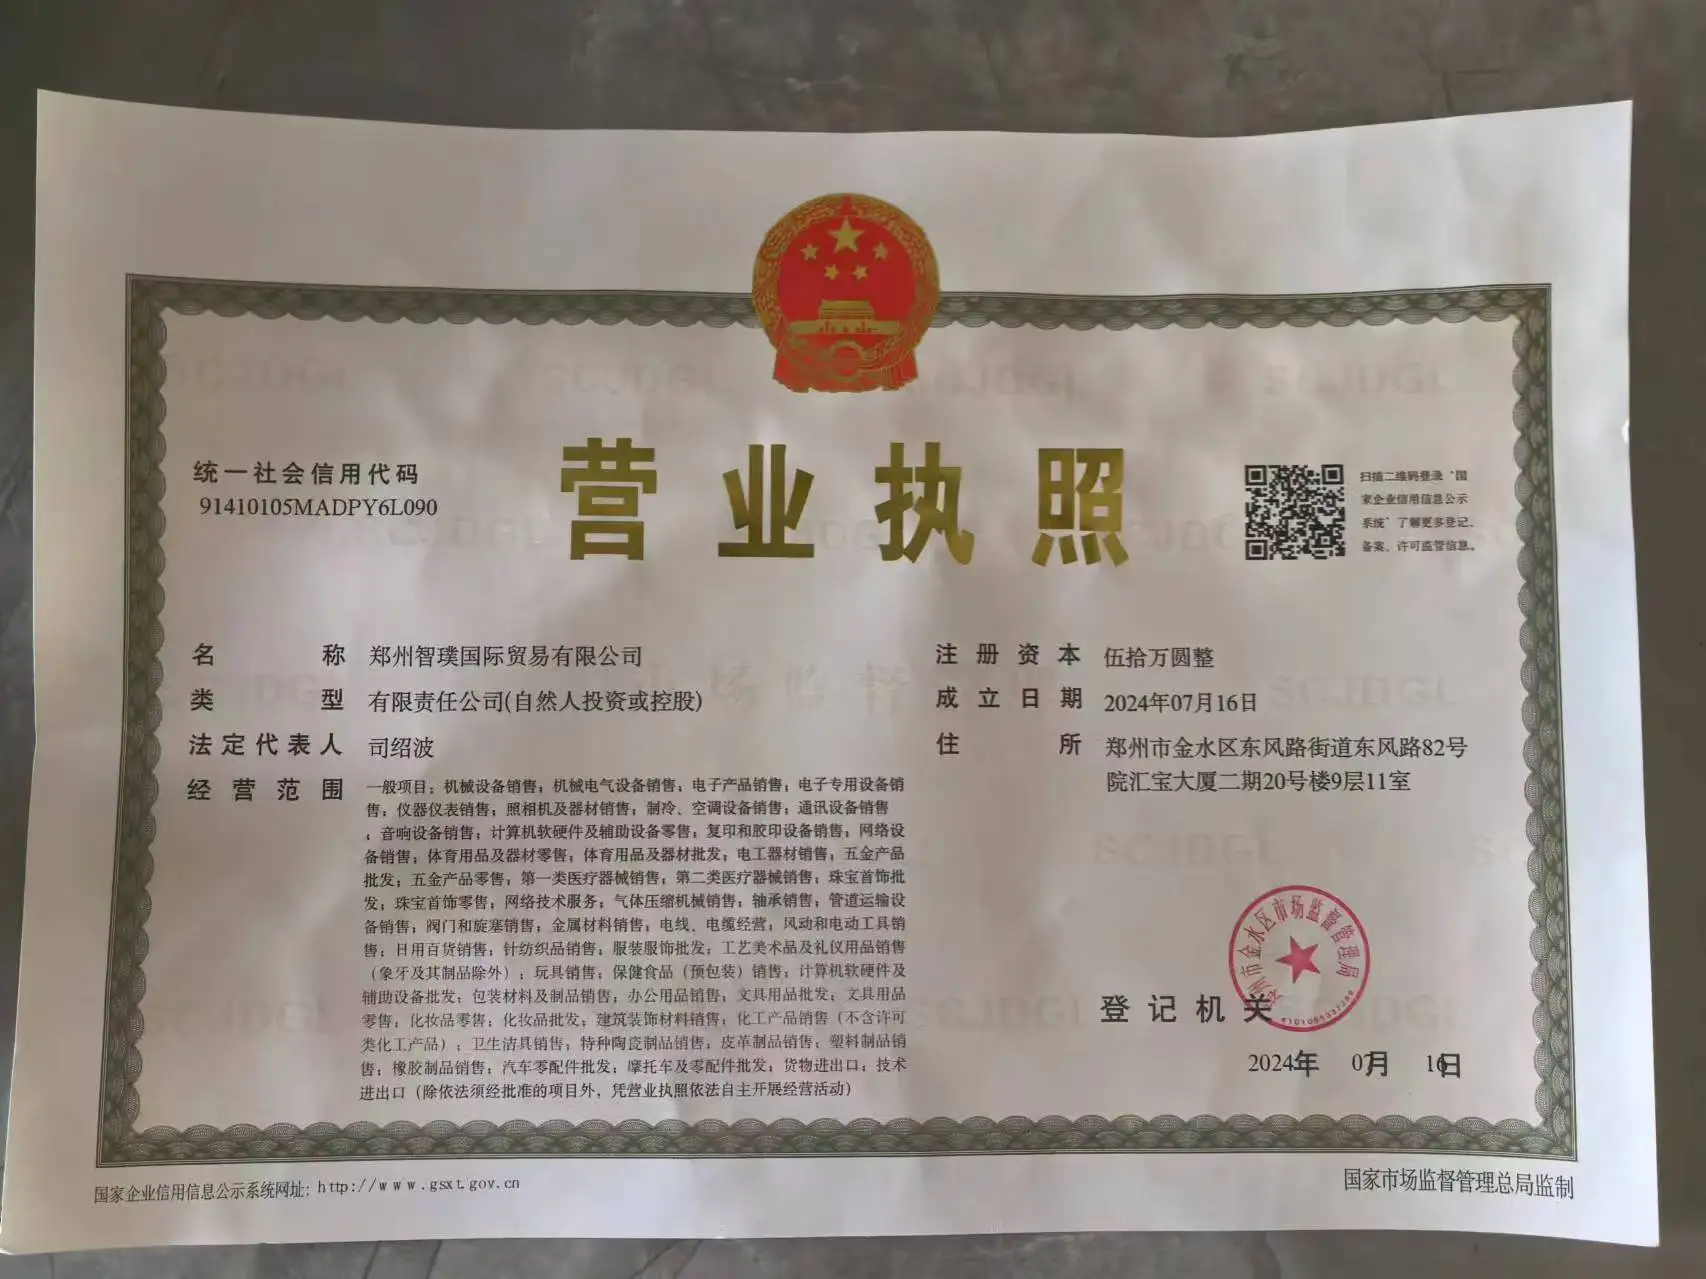 统一社会信用代码
91410105MADPY6L090
营业执照
扫描二维码登录‘国
家企业信用信息公示
系统’了解更多登记、
备案、许可监管信息。
名称 郑州智璞国际贸易有限公司
类型 有限责任公司(自然人投资或控股)
法定代表人 司绍波
经营范围 一般项目：机械设备销售；机械电气设备销售；电子产品销售；电子专用设备销
售；仪器仪表销售；照相机及器材销售；制冷、空调设备销售；通讯设备销售
；音响设备销售；计算机软硬件及辅助设备零售；复印和胶印设备销售；网络设
备销售；体育用品及器材零售；体育用品及器材批发；电工器材销售；五金产品
批发；五金产品零售；第一类医疗器械销售；第二类医疗器械销售；珠宝首饰批
发；珠宝首饰零售；网络技术服务；气体压缩机械销售；轴承销售；管道运输设
备销售；阀门和旋塞销售；金属材料销售；电线、电缆经营；风动和电动工具销
售；日用百货销售；针纺织品销售；服装服饰批发；工艺美术品及礼仪用品销售
（象牙及其制品除外）；玩具销售；保健食品（预包装）销售；计算机软硬件及
辅助设备批发；包装材料及制品销售；办公用品销售；文具用品批发；文具用品
零售；化妆品零售；化妆品批发；建筑装饰材料销售；化工产品销售（不含许可
类化工产品）；卫生洁具销售；特种陶瓷制品销售；皮革制品销售；塑料制品销
售；橡胶制品销售；汽车零配件批发；摩托车及零配件批发；货物进出口；技术
进出口（除依法须经批准的项目外，凭营业执照依法自主开展经营活动）
注册资本 伍拾万圆整
成立日期 2024年07月16日
住所 郑州市金水区东风路街道东风路82号
院汇宝大厦二期20号楼9层11室
郑州市金水区市场监督管理局
登记机关
2024年 07月 16日
国家企业信用信息公示系统网址：http://www.gsxt.gov.cn
国家市场监督管理总局监制